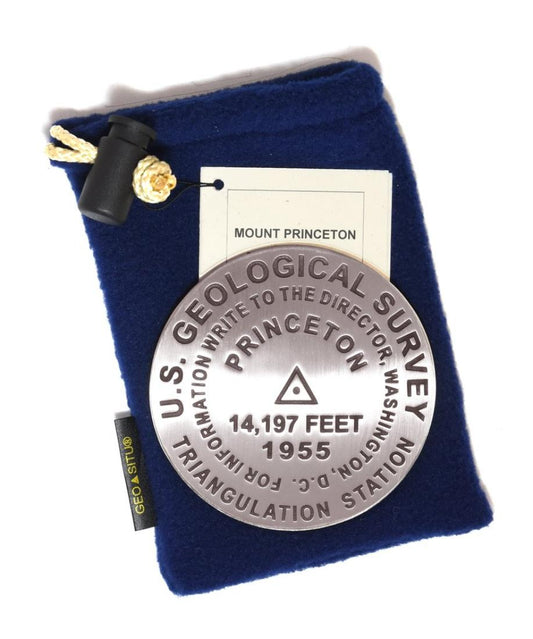 MOUNT PRINCETON
U.S. GEOLOGICAL SURVEY
FOR INFORMATION WRITE TO THE DIRECTOR, WASHINGTON, D.C.
PRINCETON
14,197 FEET
1955
TRIANGULATION STATION
GEO▵SITU®